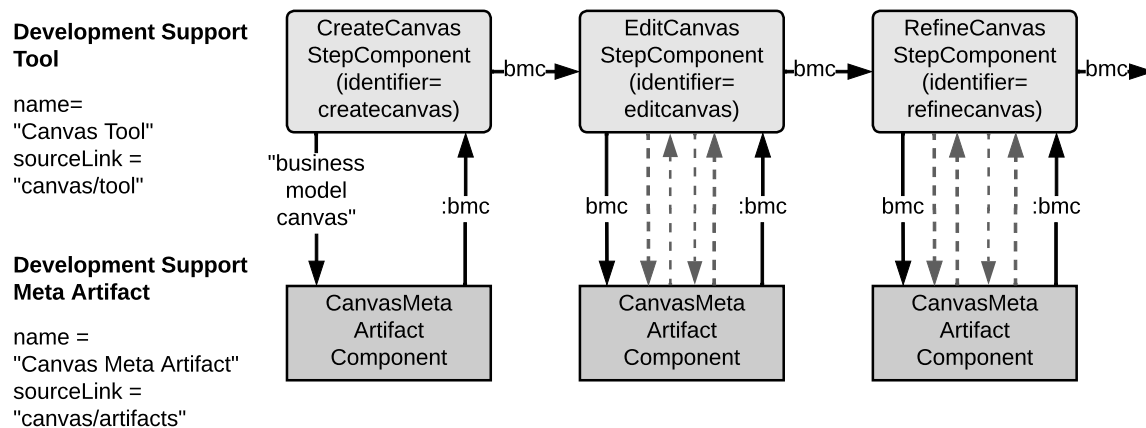 Development Support
Tool
name=
"Canvas Tool"
sourceLink =
"canvas/tool"
Development Support
Meta Artifact
name =
"Canvas Meta Artifact"
sourceLink =
"canvas/artifacts"
CreateCanvas
StepComponent
(identifier=
createcanvas)
bmc
EditCanvas
StepComponent
(identifier=
editcanvas)
bmc
RefineCanvas
StepComponent
(identifier=
refinecanvas)
bmc
"business
model
canvas"
:bmc
bmc
:bmc
bmc
:bmc
CanvasMeta
Artifact
Component
CanvasMeta
Artifact
Component
CanvasMeta
Artifact
Component